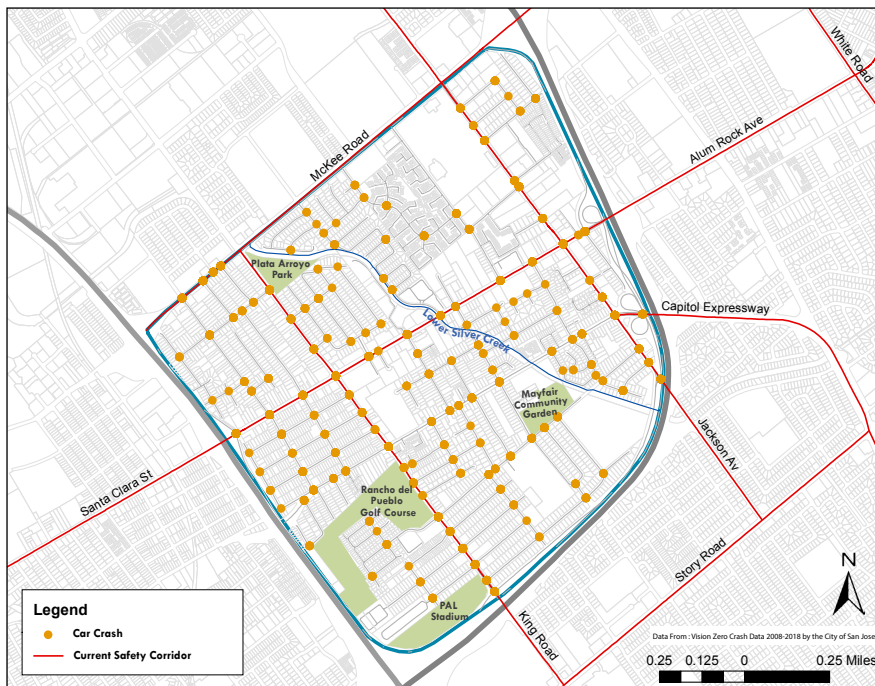 White Road
Alum Rock Ave
McKee Road
Plata Arroyo
Park
Capitol Expressway
Lower Silver Creek
Mayfair
Community
Garden
Jackson Av
Santa Clara St
Rancho del
Pueblo
Golf Course
Story Road
PAL
Stadium
King Road
N
Legend
Car Crash
Current Safety Corridor
Data From : Vision Zero Crash Data 2008-2018 by the City of San Jose
0.25 0.125 0 0.25 Miles